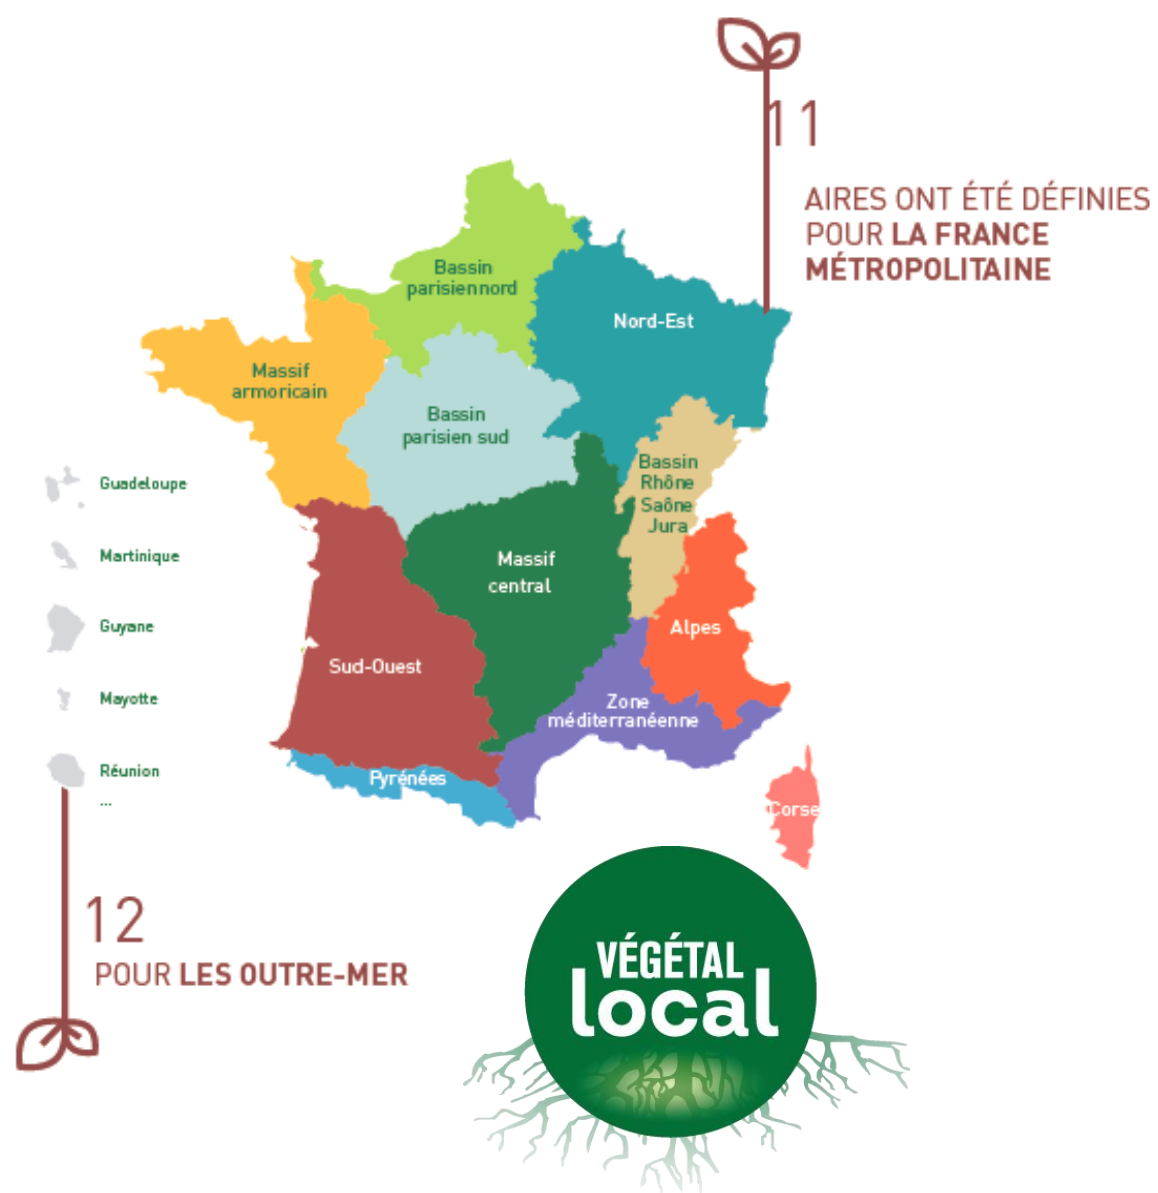 11
AIRES ONT ÉTÉ DÉFINIES
POUR LA FRANCE
MÉTROPOLITAINE
Bassin
parisiennord
Nord-Est
Massif
armoricain
Bassin
parisien sud
Bassin
Rhône
Saône
Jura
Massif
central
Alpes
Sud-Ouest
Zone
méditerranéenne
Pyrénées
Corse
Guadeloupe
Martinique
Guyane
Mayotte
Réunion
...
12
POUR LES OUTRE-MER
VÉGÉTAL
local